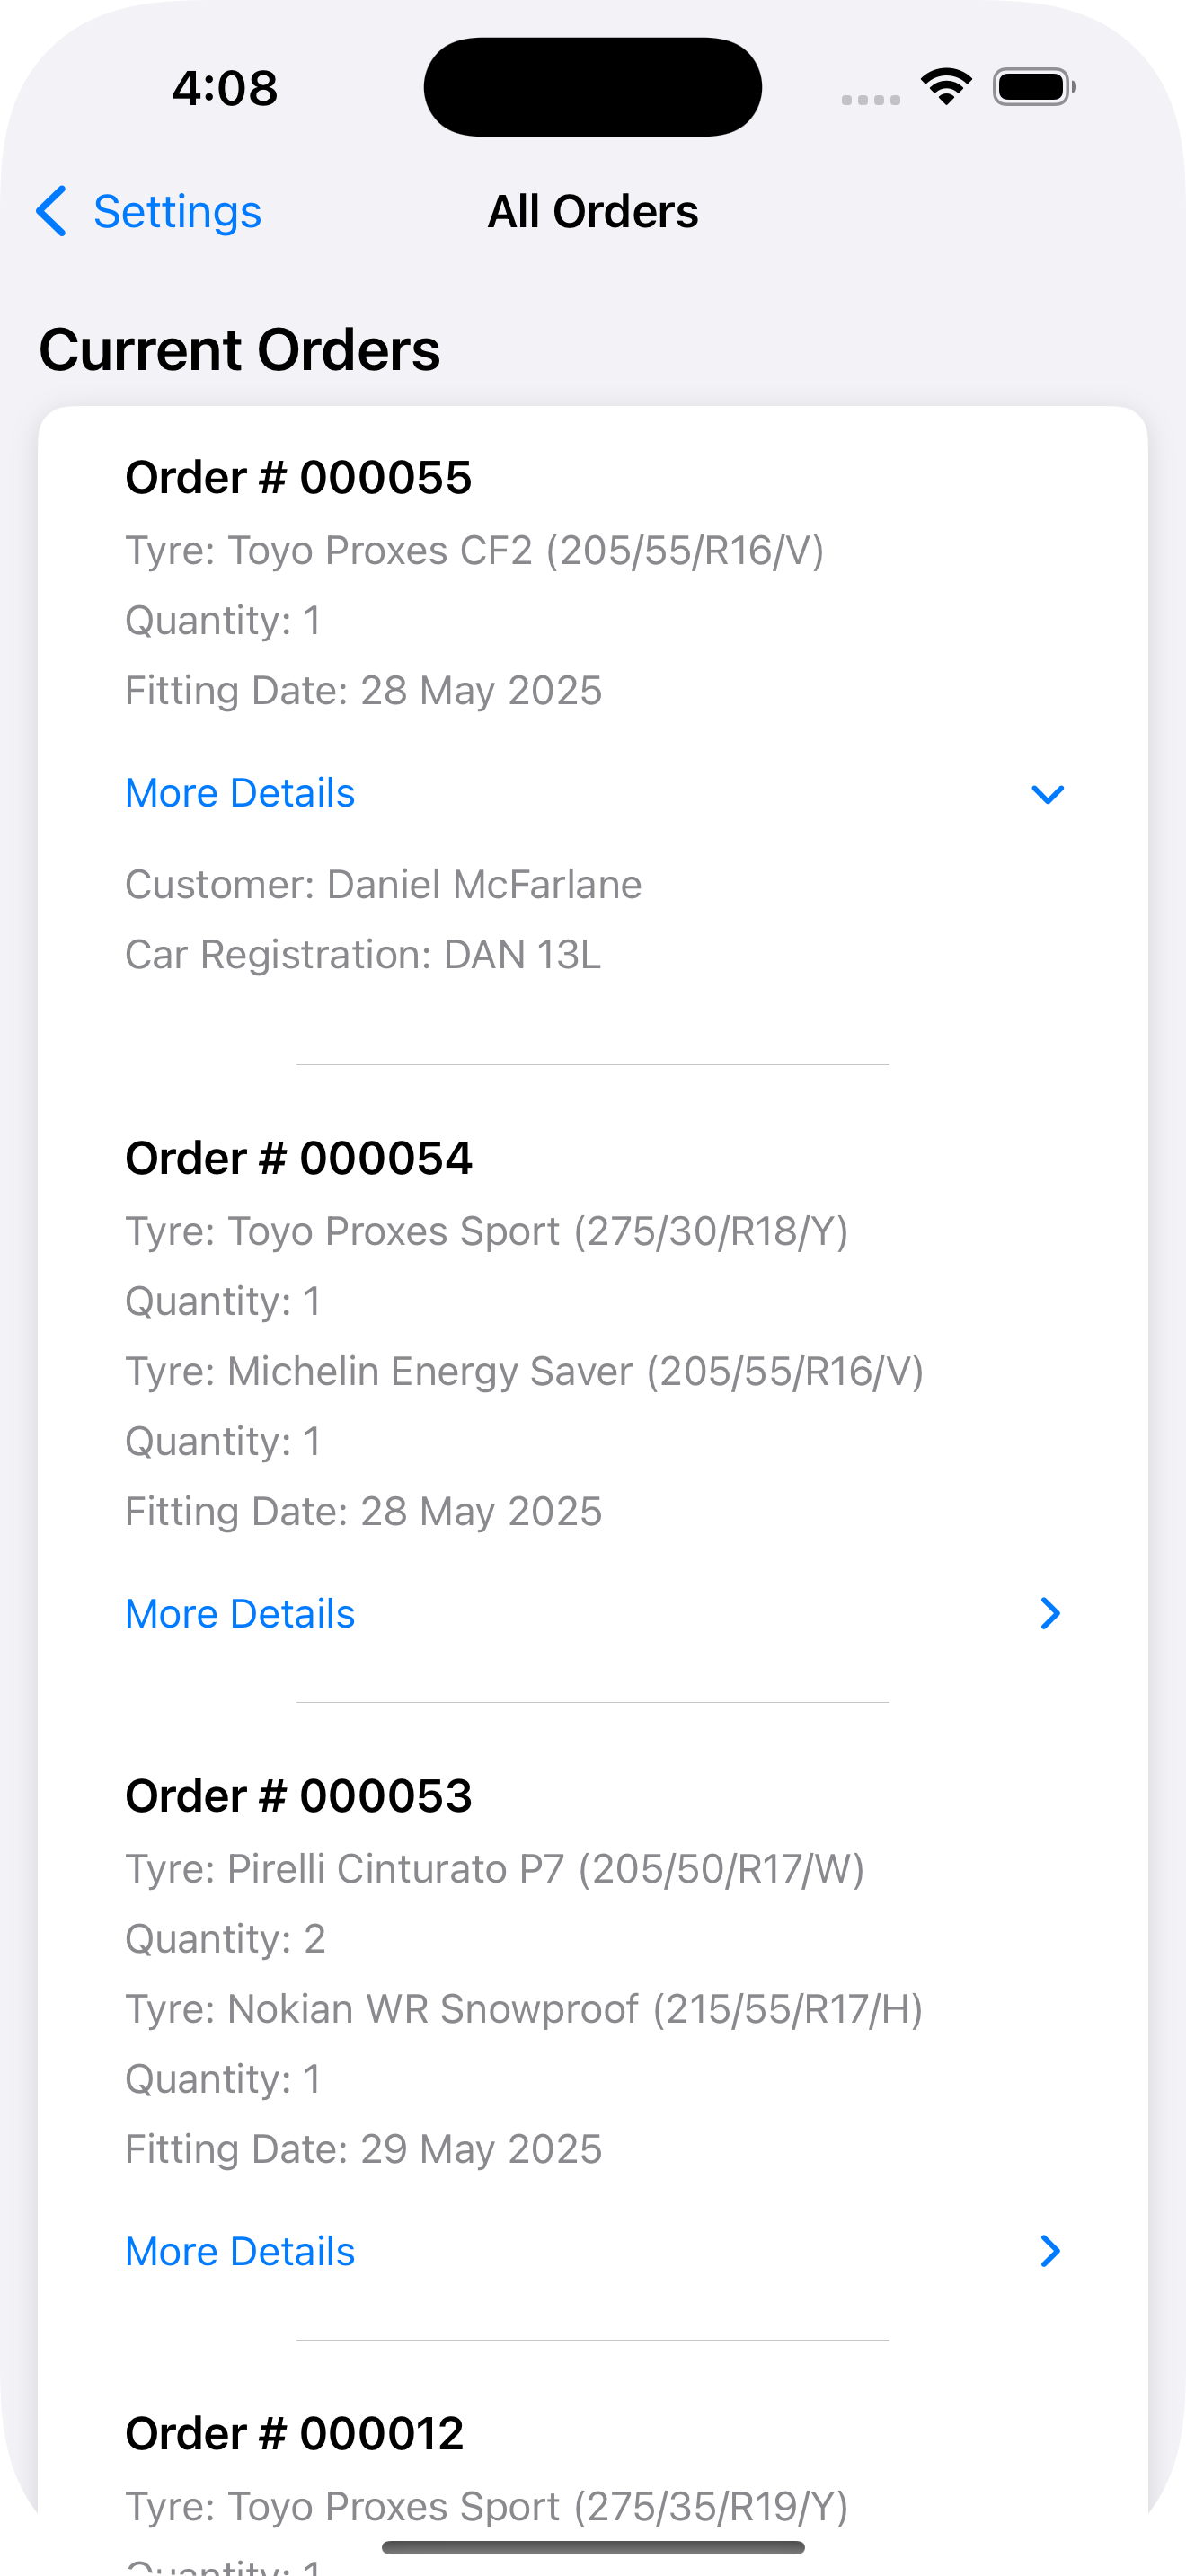 4:08
Settings
All Orders
Current Orders
Order # 000055
Tyre: Toyo Proxes CF2 (205/55/R16/V)
Quantity: 1
Fitting Date: 28 May 2025
More Details
Customer: Daniel McFarlane
Car Registration: DAN 13L
Order # 000054
Tyre: Toyo Proxes Sport (275/30/R18/Y)
Quantity: 1
Tyre: Michelin Energy Saver (205/55/R16/V)
Quantity: 1
Fitting Date: 28 May 2025
More Details
Order # 000053
Tyre: Pirelli Cinturato P7 (205/50/R17/W)
Quantity: 2
Tyre: Nokian WR Snowproof (215/55/R17/H)
Quantity: 1
Fitting Date: 29 May 2025
More Details
Order # 000012
Tyre: Toyo Proxes Sport (275/35/R19/Y)
Quantity: 1